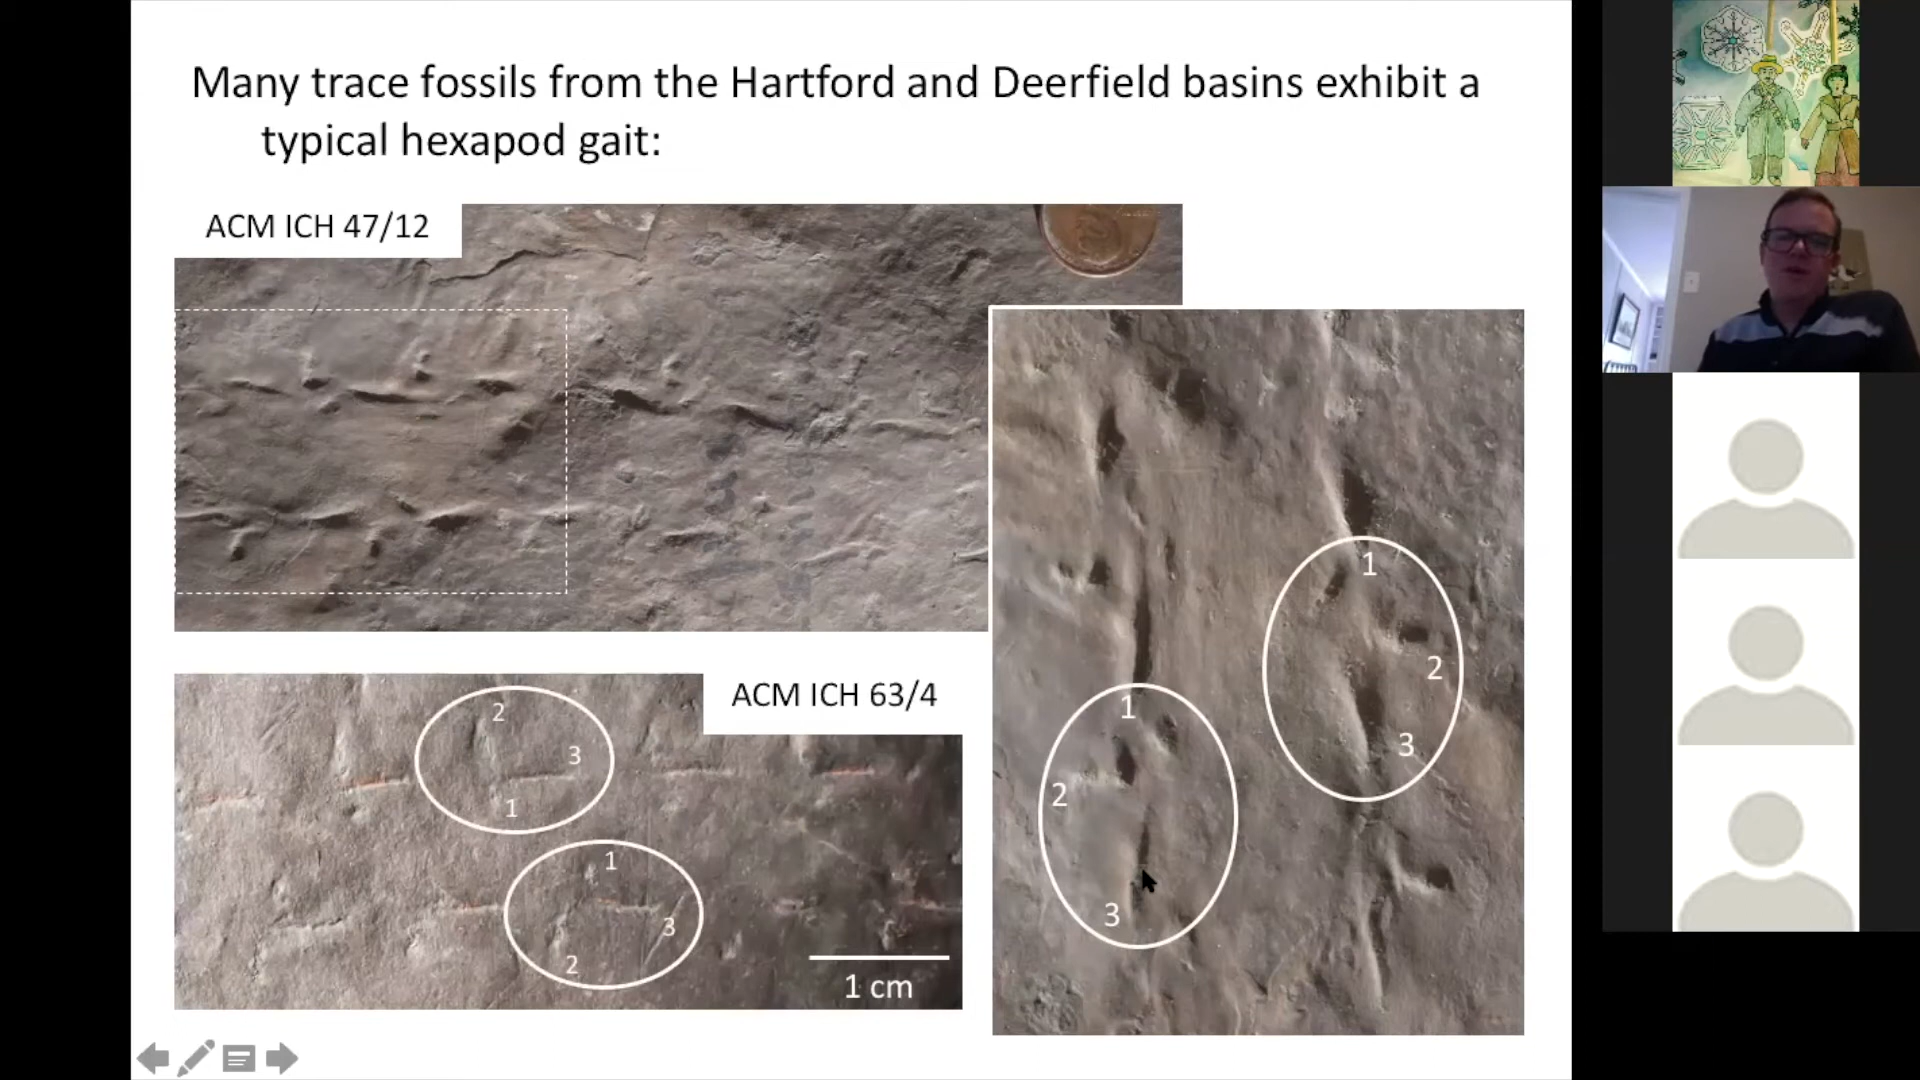 Many trace fossils from the Hartford and Deerfield basins exhibit a
typical hexapod gait:
ACM ICH 47/12
1
2
3
1
2
3
ACM ICH 63/4
2
3
1
1
3
2
1 cm